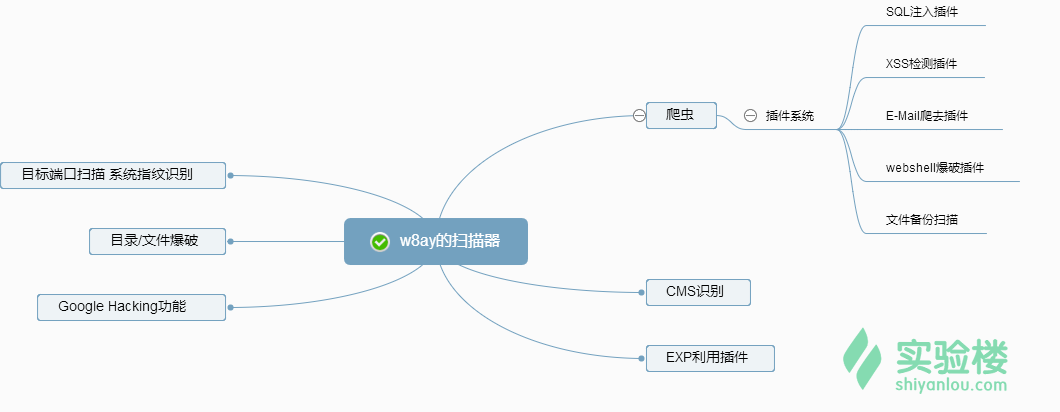 SQL注入插件
XSS检测插件
E-Mail爬去插件
webshell爆破插件
文件备份扫描
爬虫
插件系统
目标端口扫描 系统指纹识别
目录/文件爆破
Google Hacking功能
w8ay的扫描器
CMS识别
EXP利用插件
实验楼
shiyanlou.com